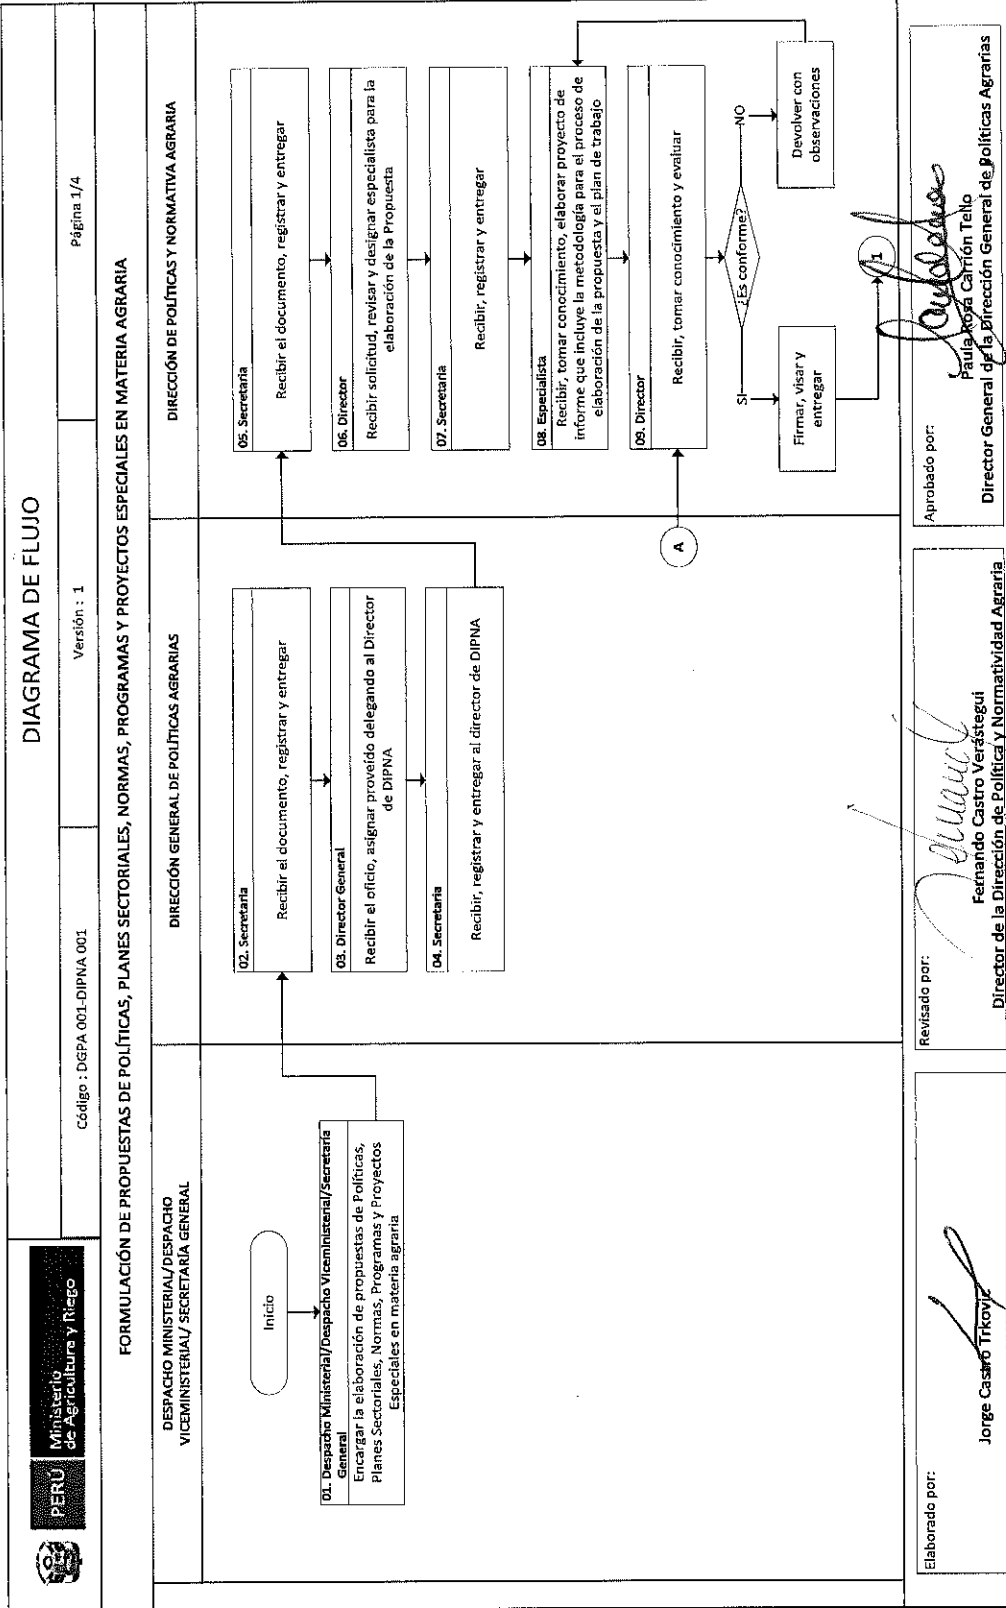 PERÚ
Ministerio
de Agricultura y Riego
DIAGRAMA DE FLUJO
Código : DGPA 001-DIPNA 001
Versión : 1
Página 1/4
FORMULACIÓN DE PROPUESTAS DE POLÍTICAS, PLANES SECTORIALES, NORMAS, PROGRAMAS Y PROYECTOS ESPECIALES EN MATERIA AGRARIA
DESPACHO MINISTERIAL/DESPACHO
VICEMINISTERIAL/ SECRETARÍA GENERAL
DIRECCIÓN GENERAL DE POLÍTICAS AGRARIAS
DIRECCIÓN DE POLÍTICAS Y NORMATIVA AGRARIA
Inicio
01. Despacho Ministerial/Despacho Viceministerial/Secretaría
General
Encargar la elaboración de propuestas de Políticas,
Planes Sectoriales, Normas, Programas y Proyectos
Especiales en materia agraria
02. Secretaria
Recibir el documento, registrar y entregar
03. Director General
Recibir el oficio, asignar proveído delegando al Director
de DIPNA
04. Secretaria
Recibir, registrar y entregar al director de DIPNA
A
05. Secretaria
Recibir el documento, registrar y entregar
06. Director
Recibir solicitud, revisar y designar especialista para la
elaboración de la Propuesta
07. Secretaria
Recibir, registrar y entregar
08. Especialista
Recibir, tomar conocimiento, elaborar proyecto de
informe que incluye la metodología para el proceso de
elaboración de la propuesta y el plan de trabajo
09. Director
Recibir, tomar conocimiento y evaluar
¿Es conforme?
SI
NO
Firmar, visar y
entregar
Devolver con
observaciones
1
Elaborado por:
Jorge Castro Trkovic
Revisado por:
Fernando Castro Verástegui
Director de la Dirección de Política y Normatividad Agraria
Aprobado por:
Paula Rosa Carrión Tello
Director General de la Dirección General de Políticas Agrarias